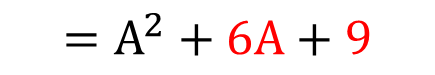 = A² + 6A + 9